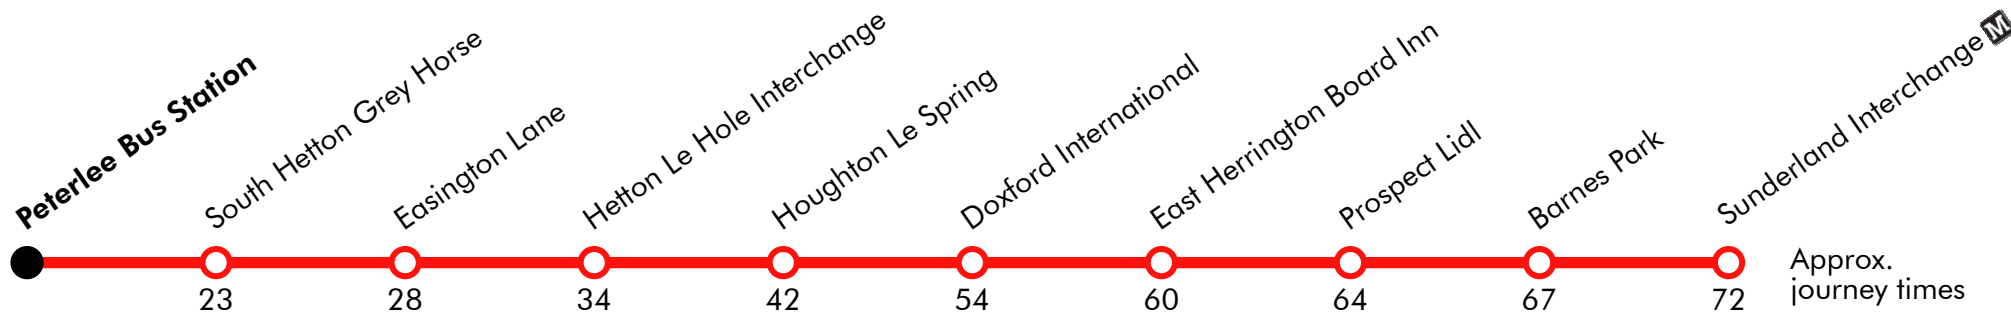 Peterlee Bus Station
South Hetton Grey Horse
Easington Lane
Hetton Le Hole Interchange
Houghton Le Spring
Doxford International
East Herrington Board Inn
Prospect Lidl
Barnes Park
Sunderland Interchange M
23 28 34 42 54 60 64 67 72
Approx.
journey times